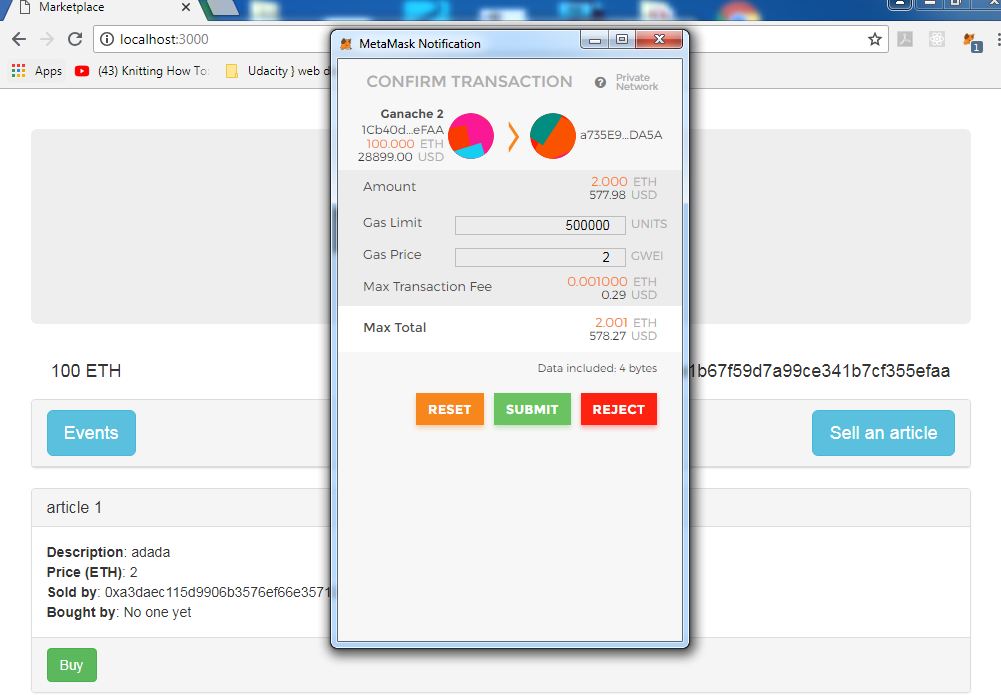 Marketplace
localhost:3000
Apps
(43) Knitting How To
Udacity } web d
MetaMask Notification
CONFIRM TRANSACTION
? Private
Network
Ganache 2
1Cb40d...eFAA
100.000 ETH
28899.00 USD
a735E9...DA5A
Amount 2.000 ETH
577.98 USD
Gas Limit 500000 UNITS
Gas Price 2 GWEI
Max Transaction Fee 0.001000 ETH
0.29 USD
Max Total 2.001 ETH
578.27 USD
Data included: 4 bytes
RESET SUBMIT REJECT
100 ETH 1b67f59d7a99ce341b7cf355efaa
Events Sell an article
article 1
Description: adada
Price (ETH): 2
Sold by: 0xa3daec115d9906b3576ef66e3571
Bought by: No one yet
Buy
1